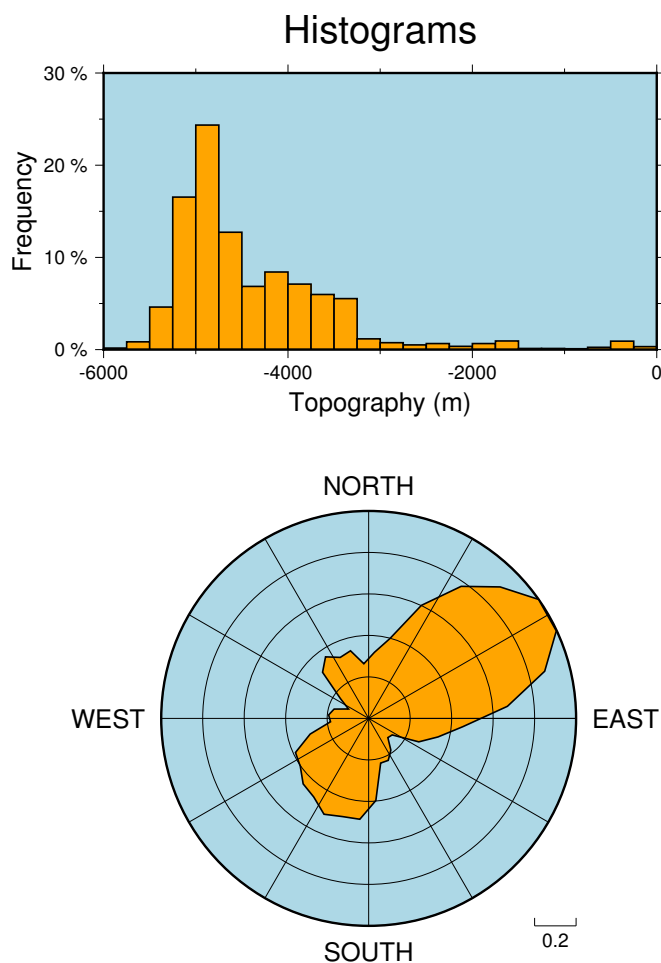 Histograms
30 %
20 %
10 %
0 %
Frequency
-6000 -4000 -2000 0
Topography (m)
NORTH
WEST EAST
SOUTH
0.2